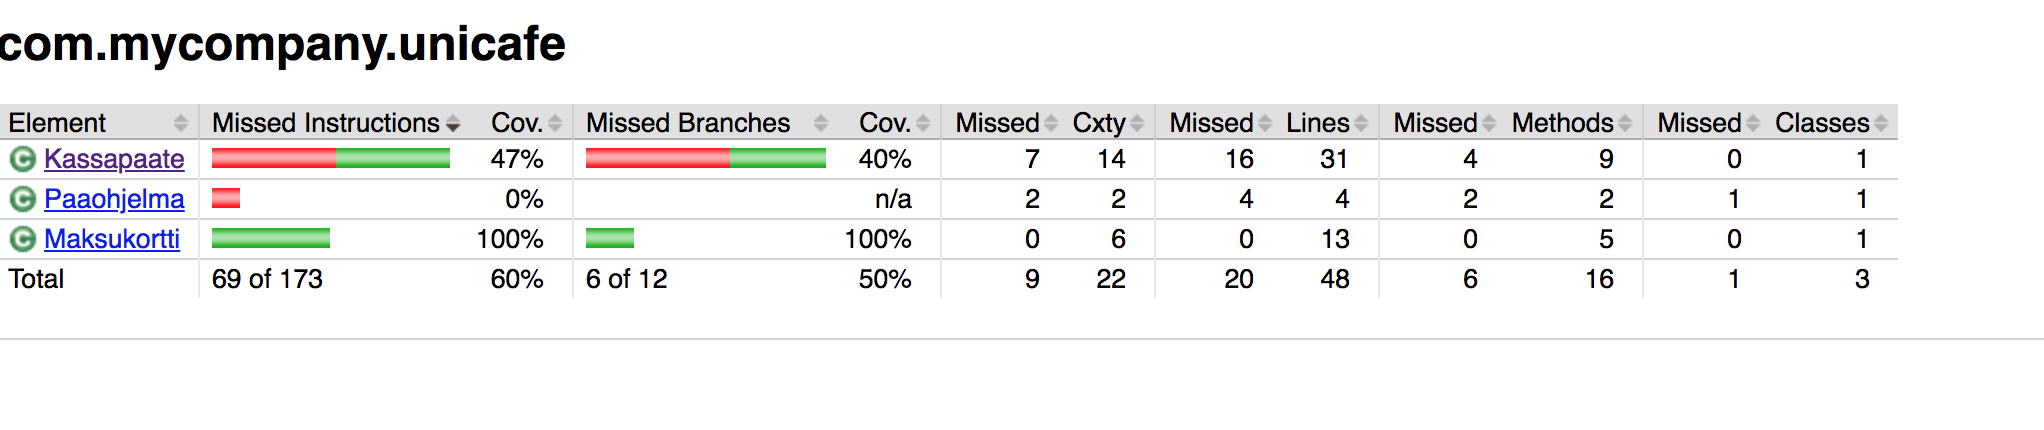 com.mycompany.unicafe
Element Missed Instructions Cov. Missed Branches Cov. Missed Cxty Missed Lines Missed Methods Missed Classes
C Kassapaate 47% 40% 7 14 16 31 4 9 0 1
C Paaohjelma 0% n/a 2 2 4 4 2 2 1 1
C Maksukortti 100% 100% 0 6 0 13 0 5 0 1
Total 69 of 173 60% 6 of 12 50% 9 22 20 48 6 16 1 3